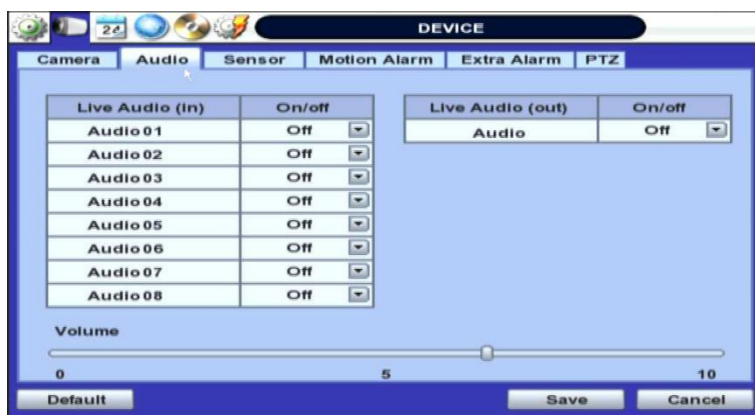 24
DEVICE
Camera Audio Sensor Motion Alarm Extra Alarm PTZ
Live Audio (in) On/off
Audio01 Off
Audio02 Off
Audio03 Off
Audio04 Off
Audio05 Off
Audio06 Off
Audio07 Off
Audio08 Off
Live Audio (out) On/off
Audio Off
Volume
0 5 10
Default Save Cancel